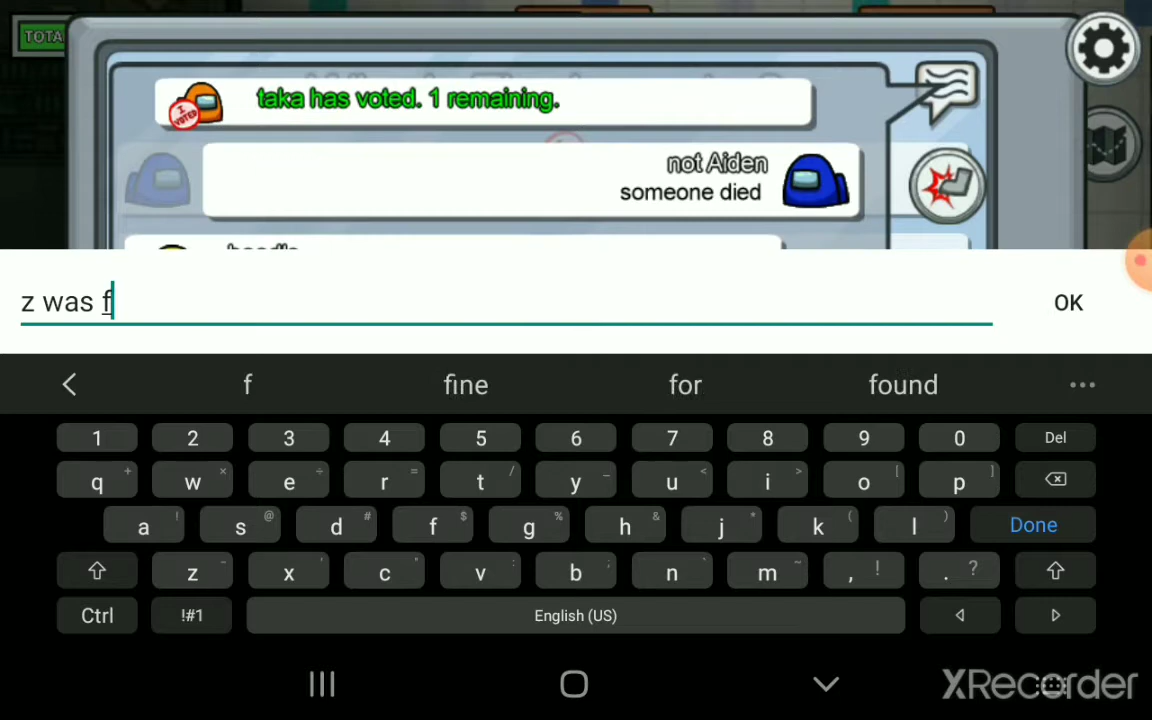 TOTA
taka has voted. 1 remaining.
I VOTED
not Aiden
someone died
z was f
OK
f fine for found
1 2 3 4 5 6 7 8 9 0 Del
q + w × e ÷ r = t / y _ u < i > o [ p ]
a ! s @ d # f $ g % h & j * k ( l ) Done
z - x ' c " v : b ; n ` m ~ , ! . ?
Ctrl !#1 English (US)
XRecorder